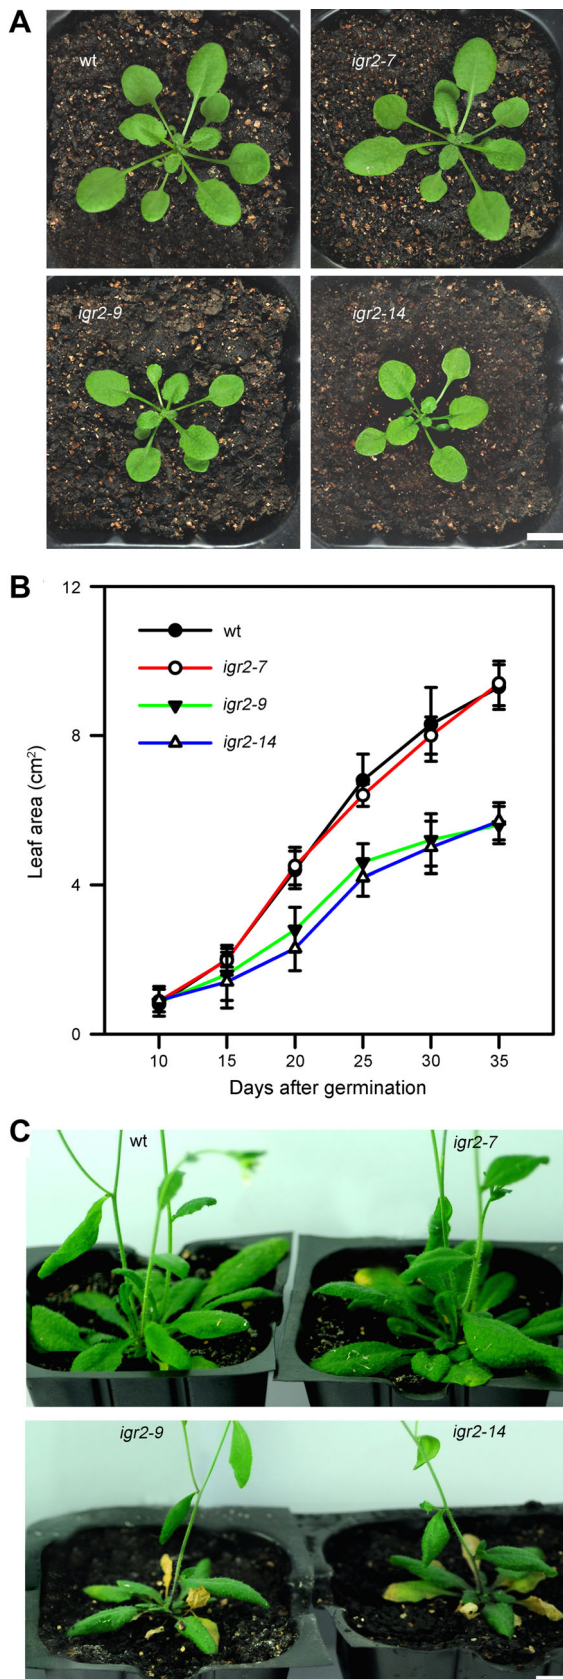 A
wt
igr2-7
igr2-9
igr2-14
B
12
wt
igr2-7
igr2-9
igr2-14
8
Leaf area (cm²)
4
0
10 15 20 25 30 35
Days after germination
C
wt
igr2-7
igr2-9
igr2-14